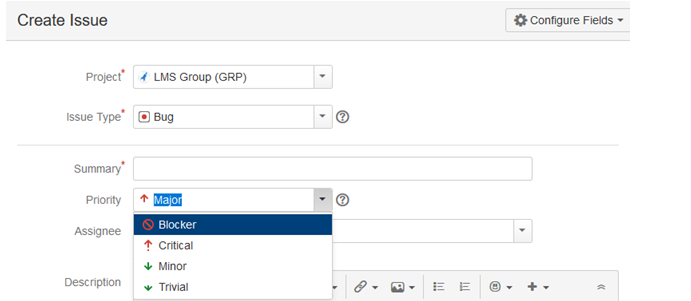 Create Issue
Configure Fields
Project*
LMS Group (GRP)
Issue Type*
Bug
Summary*
Priority
Major
Blocker
Assignee
Critical
Minor
Description
Trivial